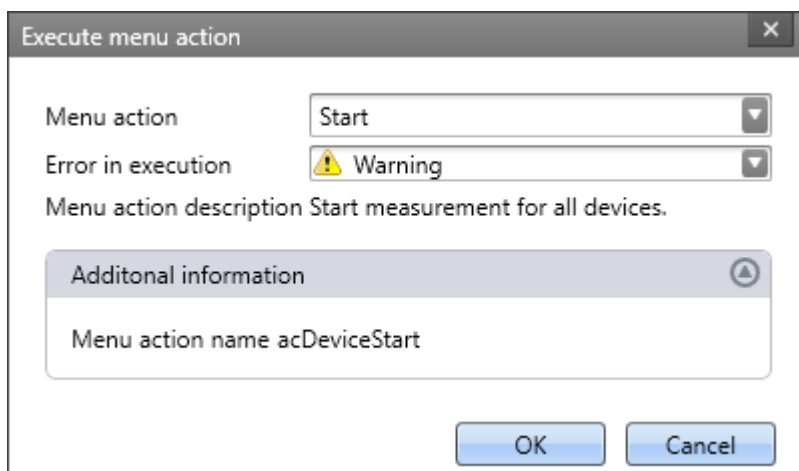 Execute menu action
Menu action Start
Error in execution Warning
Menu action description Start measurement for all devices.
Additonal information
Menu action name acDeviceStart
OK Cancel